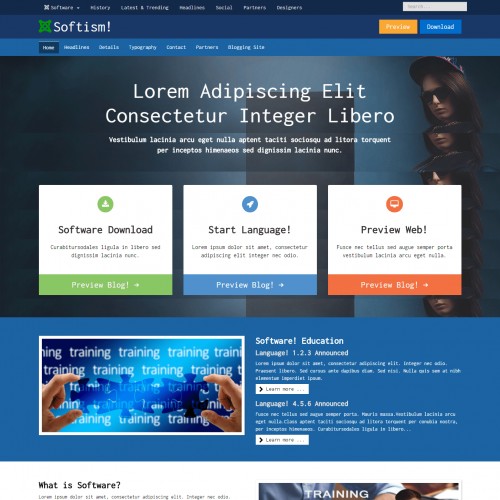 Software History Latest & Trending Headlines Social Partners Designers Search...
Softism! Preview Download
Home Headlines Details Typography Contact Partners Blogging Site
Lorem Adipiscing Elit
Consectetur Integer Libero
Vestibulum lacinia arcu eget nulla aptent taciti sociosqu ad litora torquent
per inceptos himenaeos sed dignissim lacinia nunc.
Software Download
Curabitursodales ligula in libero sed
dignissim lacinia nunc.
Preview Blog! →
Start Language!
Lorem ipsum dolor sit amet, consectetur
adipiscing elit integer nec odio.
Preview Blog! →
Preview Web!
Fusce nec tellus sed augue semper porta
vestibulum lacinia arcu eget nulla.
Preview Blog! →
training training training
training training training
training training
training training
training
Software! Education
Language! 1.2.3 Announced
Lorem ipsum dolor sit amet, consectetur adipiscing elit. Integer nec odio.
Praesent libero. Sed cursus ante dapibus diam. Sed nisi. Nulla quis sem at nibh
elementum imperdiet ipsum.
Learn more ...
Language! 4.5.6 Announced
Fusce nec tellus sed augue semper porta. Mauris massa.Vestibulum lacinia arcu
eget nulla.Class aptent taciti sociosqu ad litora torquent per conubia nostra,
per inceptos himenaeos. Curabitursodales ligula in libero...
Learn more ...
What is Software?
Lorem ipsum dolor sit amet, consectetur adipiscing elit. Integer nec
TRAINING